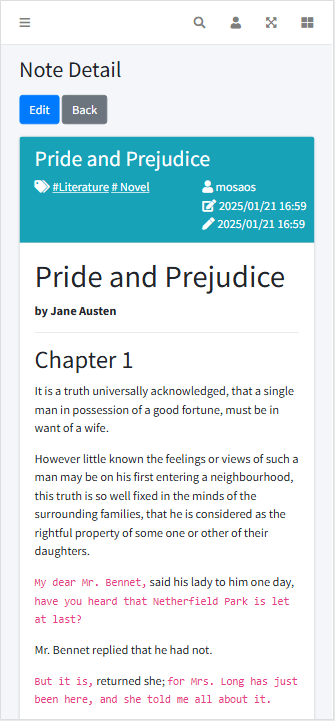 Note Detail
Edit Back
Pride and Prejudice
#Literature # Novel
mosaos
2025/01/21 16:59
2025/01/21 16:59
Pride and Prejudice
by Jane Austen
Chapter 1
It is a truth universally acknowledged, that a single
man in possession of a good fortune, must be in
want of a wife.
However little known the feelings or views of such a
man may be on his first entering a neighbourhood,
this truth is so well fixed in the minds of the
surrounding families, that he is considered as the
rightful property of some one or other of their
daughters.
My dear Mr. Bennet, said his lady to him one day,
have you heard that Netherfield Park is let
at last?
Mr. Bennet replied that he had not.
But it is, returned she; for Mrs. Long has just
been here, and she told me all about it.